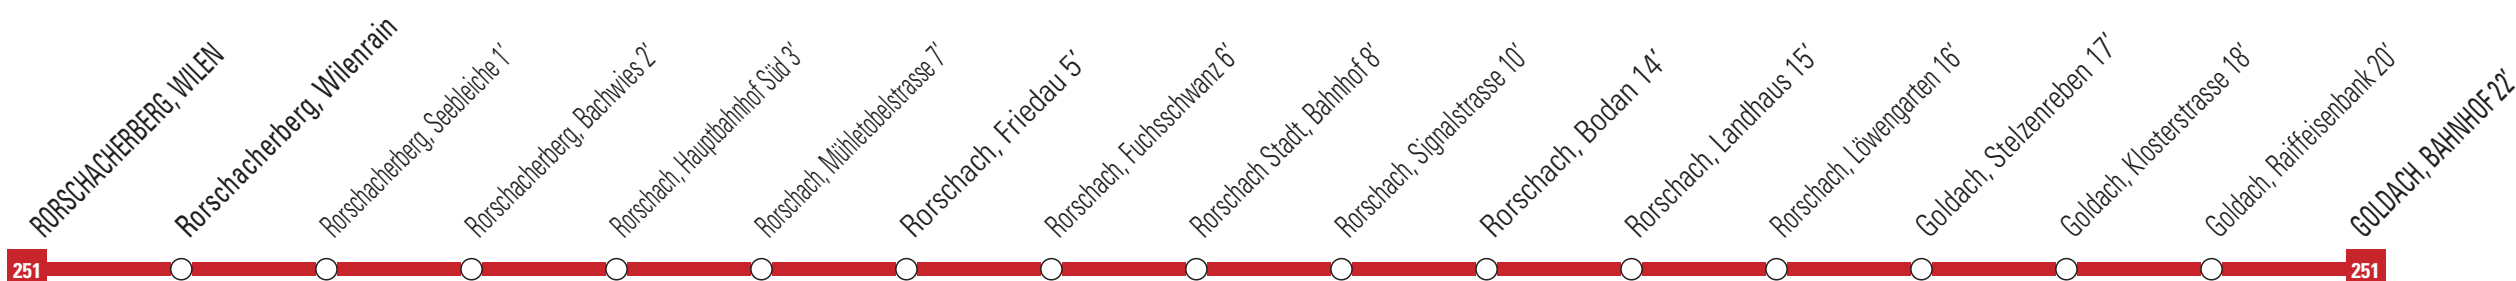 RORSCHACHERBERG, WILEN
Rorschacherberg, Wilenrain
Rorschacherberg, Seebleiche 1′
Rorschacherberg, Bachwies 2′
Rorschach, Hauptbahnhof Süd 3′
Rorschach, Mühletobelstrasse 7′
Rorschach, Friedau 5′
Rorschach, Fuchsschwanz 6′
Rorschach Stadt, Bahnhof 8′
Rorschach, Signalstrasse 10′
Rorschach, Bodan 14′
Rorschach, Landhaus 15′
Rorschach, Löwengarten 16′
Goldach, Stelzenreben 17′
Goldach, Klosterstrasse 18′
Goldach, Raiffeisenbank 20′
GOLDACH, BAHNHOF 22′
251
251